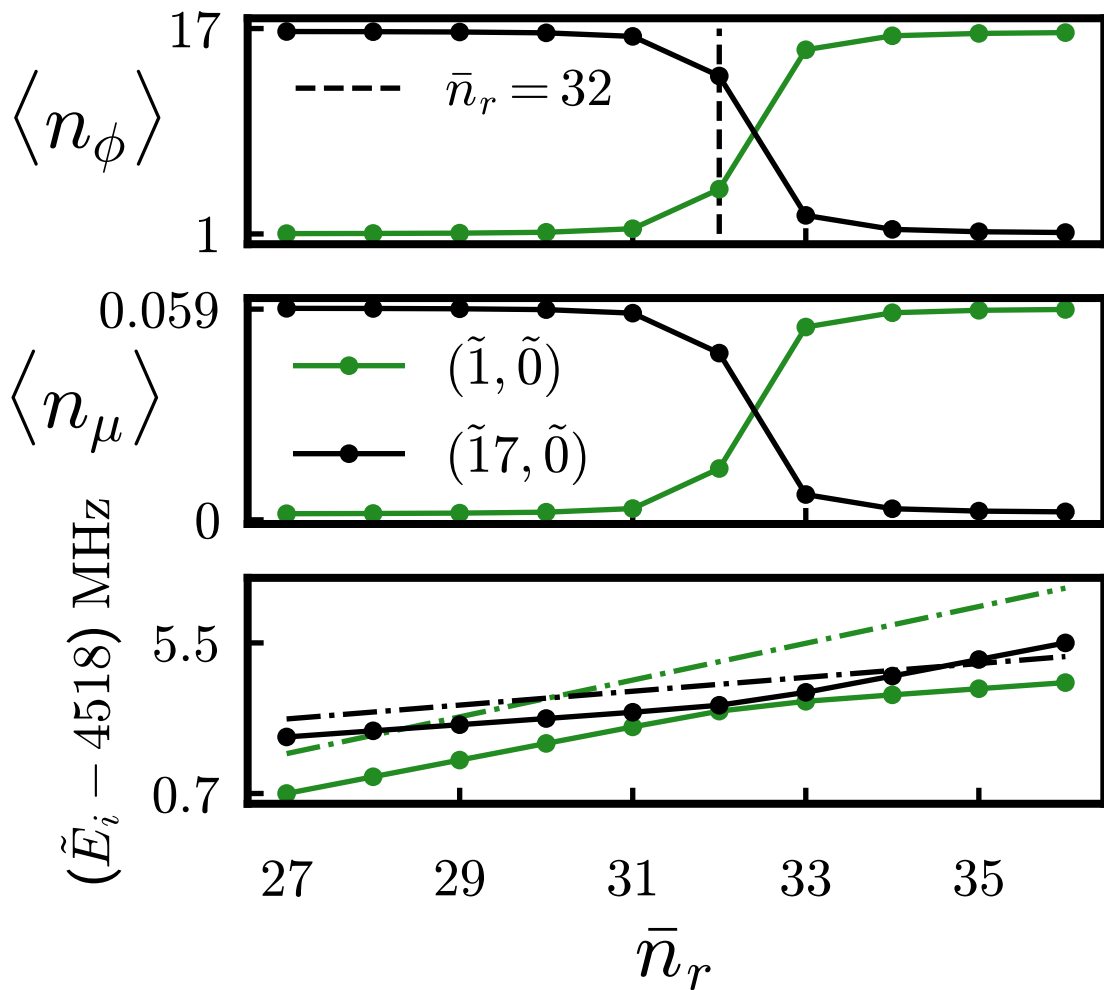 17
⟨n_ϕ⟩
n̄_r = 32
1
0.059
⟨n_μ⟩
(1̃, 0̃)
(1̃7, 0̃)
0
(Ẽ_i − 4518) MHz
5.5
0.7
27 29 31 33 35
n̄_r